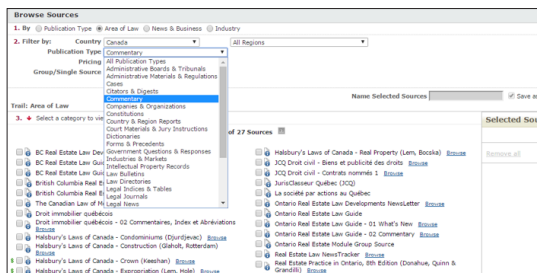 Browse Sources
1. By Publication Type Area of Law News & Business Industry
2. Filter by: Country Canada All Regions
Publication Type Commentary
Pricing
Group/Single Source
All Publication Types
Administrative Boards & Tribunals
Administrative Materials & Regulations
Cases
Citators & Digests
Commentary
Companies & Organizations
Constitutions
Country & Region Reports
Court Materials & Jury Instructions
Dictionaries
Forms & Precedents
Government Questions & Responses
Industries & Markets
Intellectual Property Records
Law Bulletins
Law Directories
Legal Indices & Tables
Legal Journals
Legal News
Name Selected Sources Save as
Trail: Area of Law
3. Select a category to vie
of 27 Sources
Selected Sou
Remove all
BC Real Estate Law Dev
BC Real Estate Law Gui
BC Real Estate Law Gui
British Columbia Real E
British Columbia Real E
The Canadian Law of M
Droit immobilier québécois
Droit immobilier québécois - 02 Commentaires, Index et Abréviations
Browse
Halsbury's Laws of Canada - Condominiums (Djurdjevac) Browse
Halsbury's Laws of Canada - Construction (Glaholt, Rotterdam)
Browse
Halsbury's Laws of Canada - Crown (Keeshan) Browse
Halsbury's Laws of Canada - Expropriation (Lem, Hole) Browse
Halsbury's Laws of Canada - Real Property (Lem, Bocska) Browse
JCQ Droit civil - Biens et publicité des droits Browse
JCQ Droit civil - Contrats nommés 1 Browse
JurisClasseur Québec (JCQ)
La société par actions au Québec
Ontario Real Estate Law Developments NewsLetter Browse
Ontario Real Estate Law Guide
Ontario Real Estate Law Guide - 01 What's New Browse
Ontario Real Estate Law Guide - 02 Commentary Browse
Ontario Real Estate Module Group Source
Real Estate Law NewsTracker Browse
Real Estate Practice in Ontario, 8th Edition (Donahue, Quinn &
Grandilli) Browse